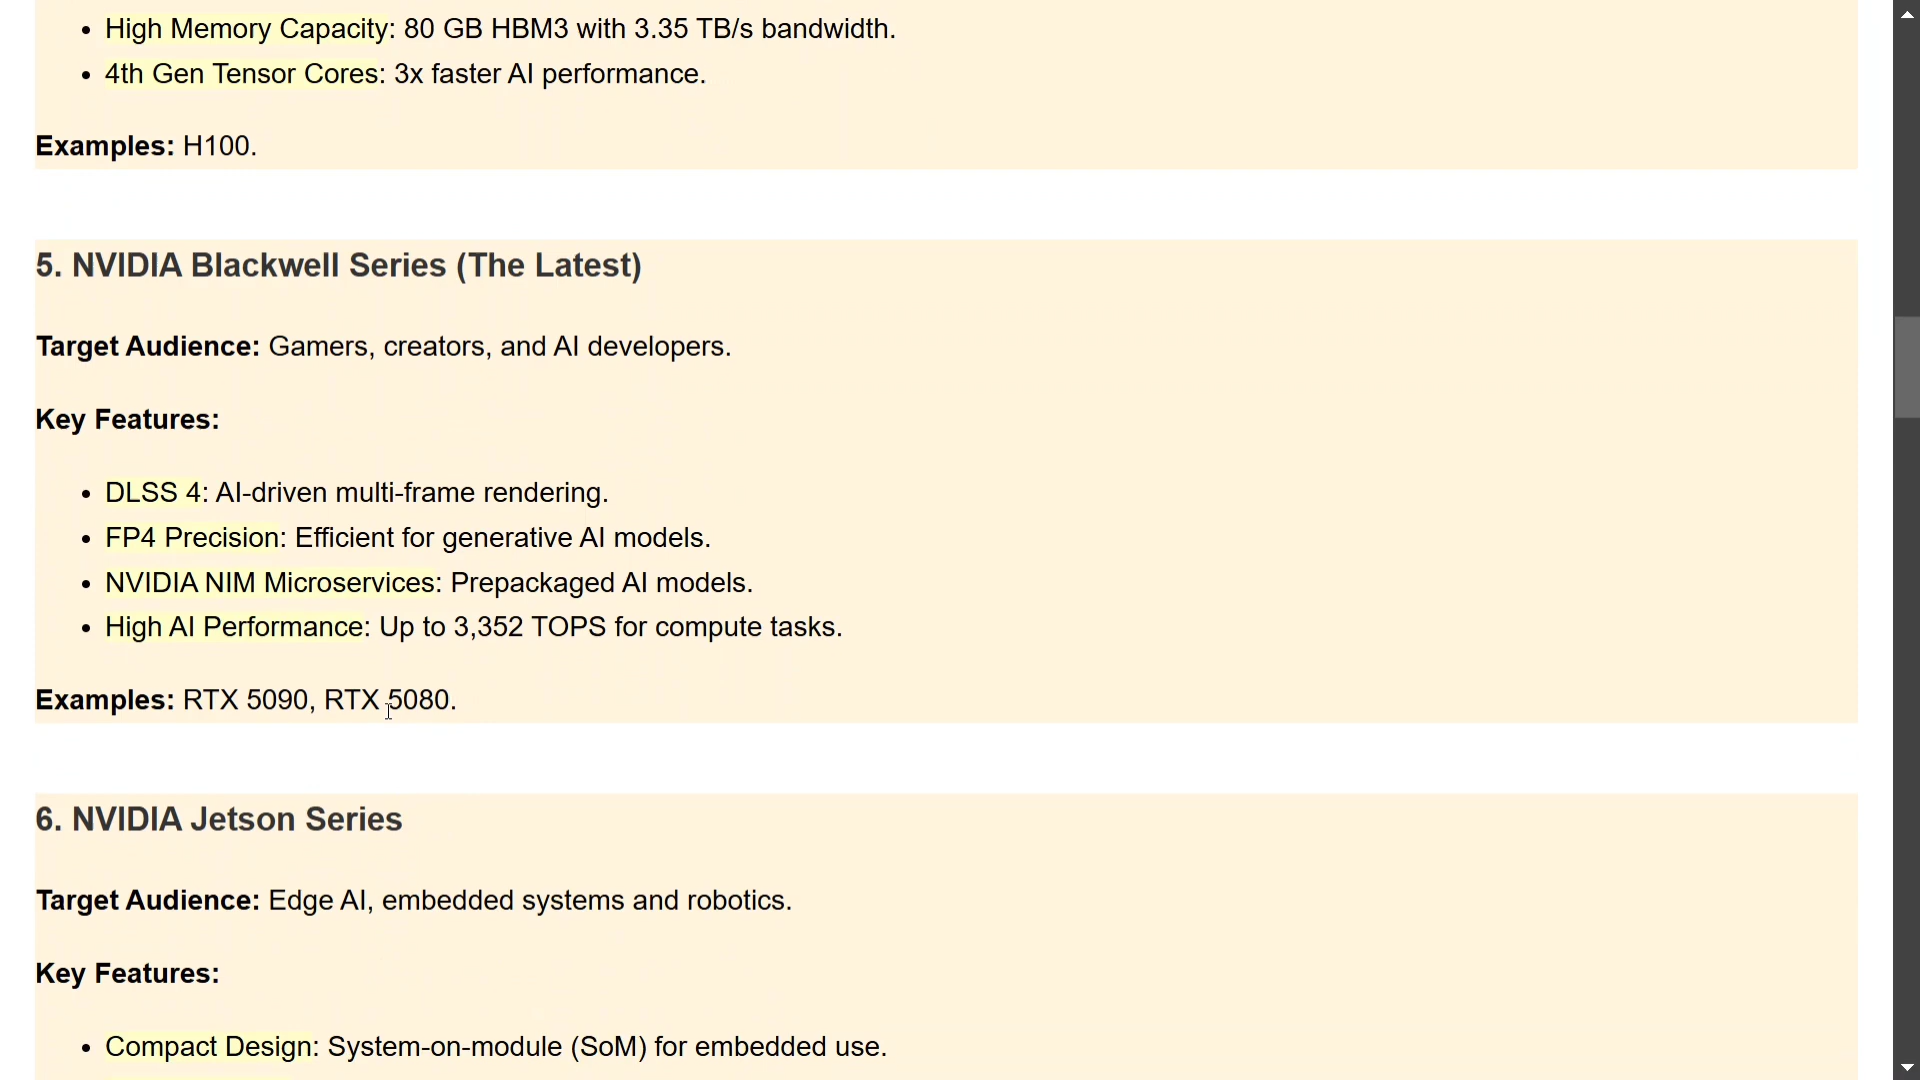 • High Memory Capacity: 80 GB HBM3 with 3.35 TB/s bandwidth.
• 4th Gen Tensor Cores: 3x faster AI performance.
Examples: H100.
5. NVIDIA Blackwell Series (The Latest)
Target Audience: Gamers, creators, and AI developers.
Key Features:
• DLSS 4: AI-driven multi-frame rendering.
• FP4 Precision: Efficient for generative AI models.
• NVIDIA NIM Microservices: Prepackaged AI models.
• High AI Performance: Up to 3,352 TOPS for compute tasks.
Examples: RTX 5090, RTX 5080.
6. NVIDIA Jetson Series
Target Audience: Edge AI, embedded systems and robotics.
Key Features:
• Compact Design: System-on-module (SoM) for embedded use.